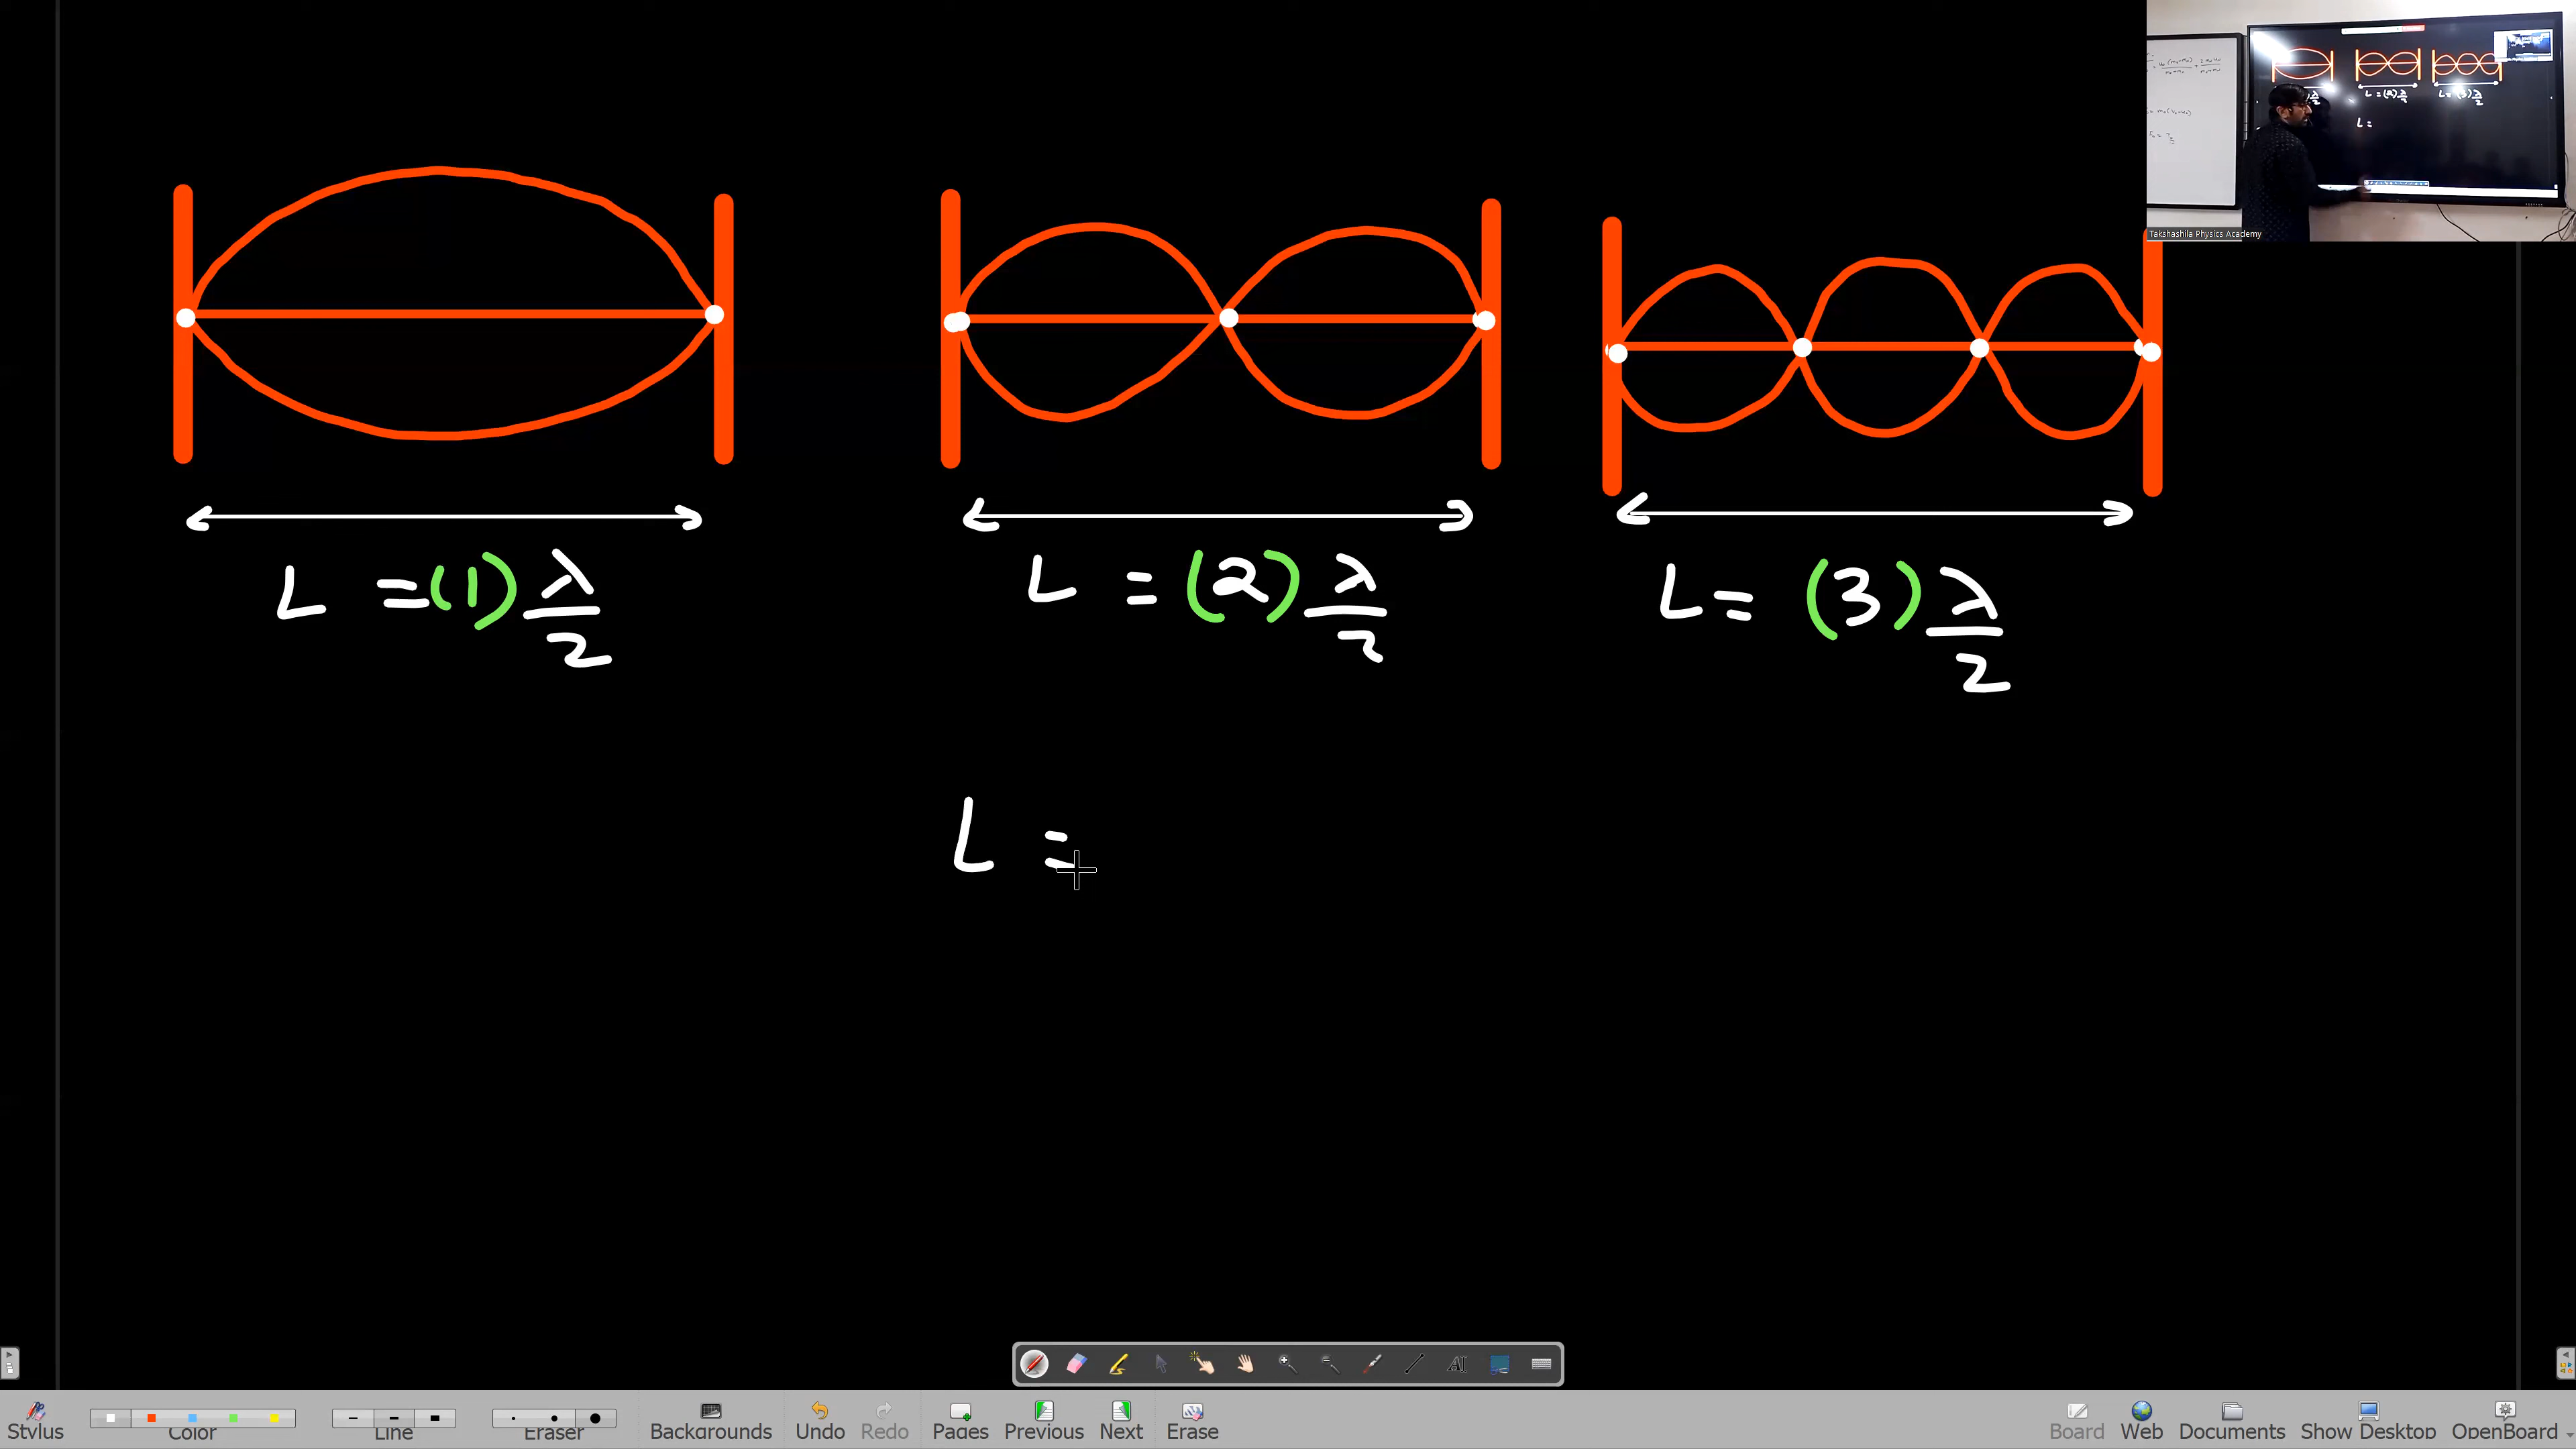 Takshashila Physics Academy
L = (1) λ/2
L = (2) λ/2
L = (3) λ/2
L =
Stylus Color Line Eraser Backgrounds Undo Redo Pages Previous Next Erase Board Web Documents Show Desktop OpenBoard